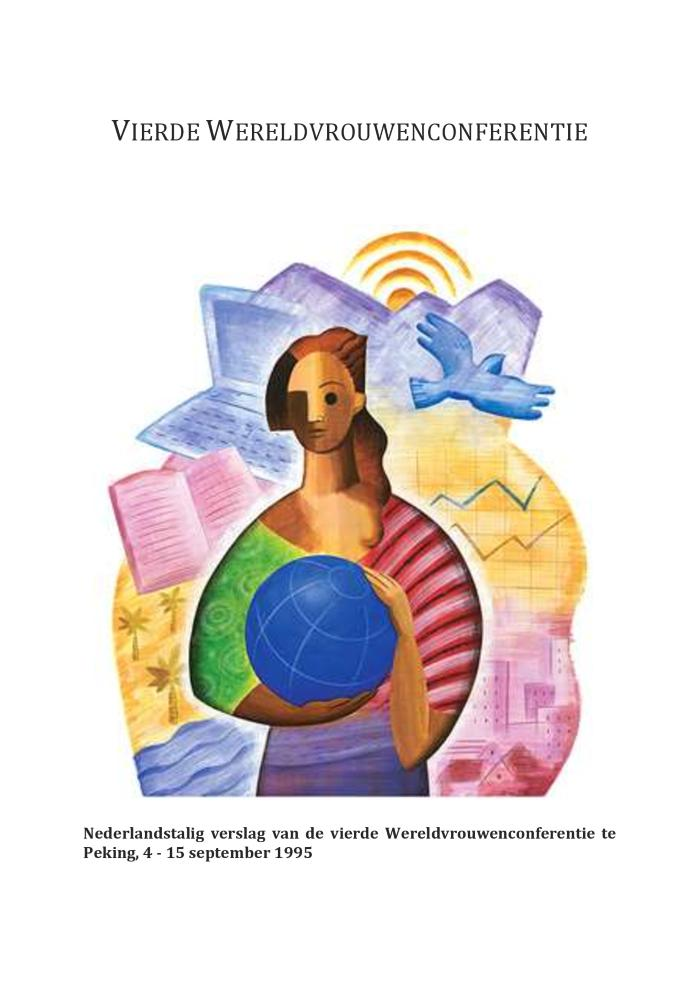 VIERDE WERELDVROUWENCONFERENTIE
Nederlandstalig verslag van de vierde Wereldvrouwenconferentie te
Peking, 4 - 15 september 1995